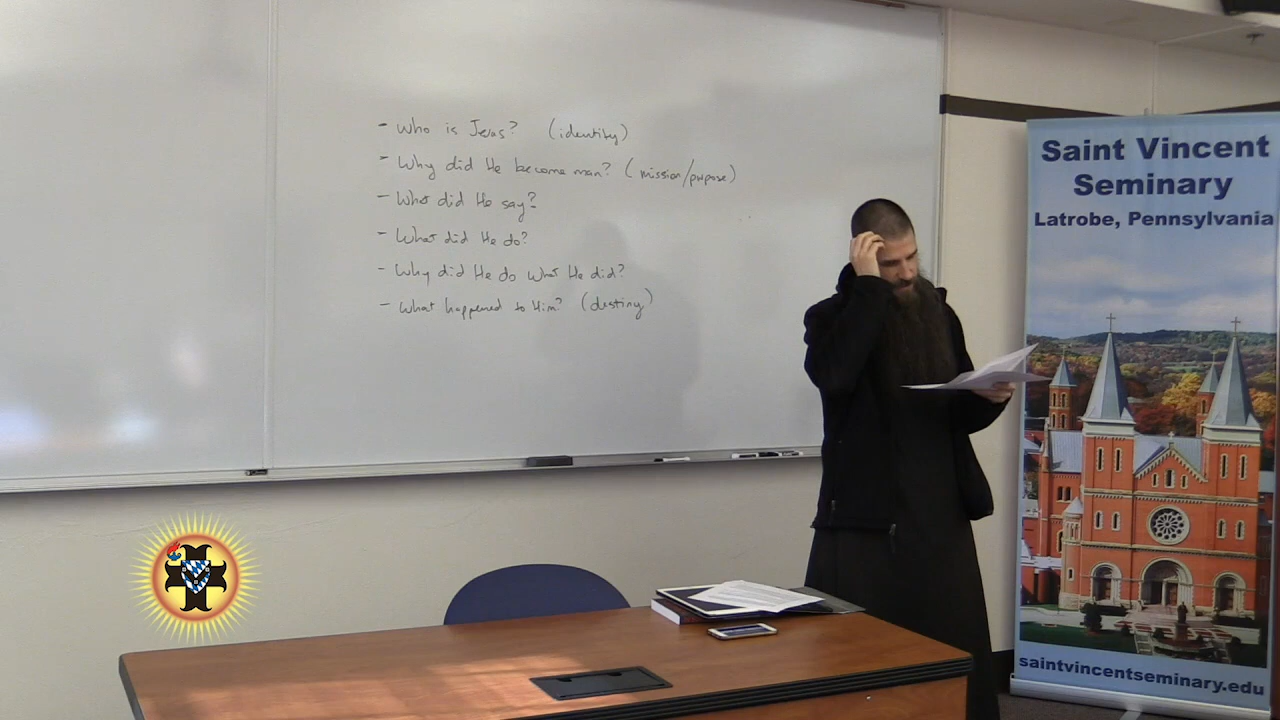 - Who is Jesus? (identity)
- Why did He become man? (mission/purpose)
- What did He say?
- What did He do?
- Why did He do what He did?
- What happened to Him? (destiny)
Saint Vincent
Seminary
Latrobe, Pennsylvania
saintvincentseminary.edu